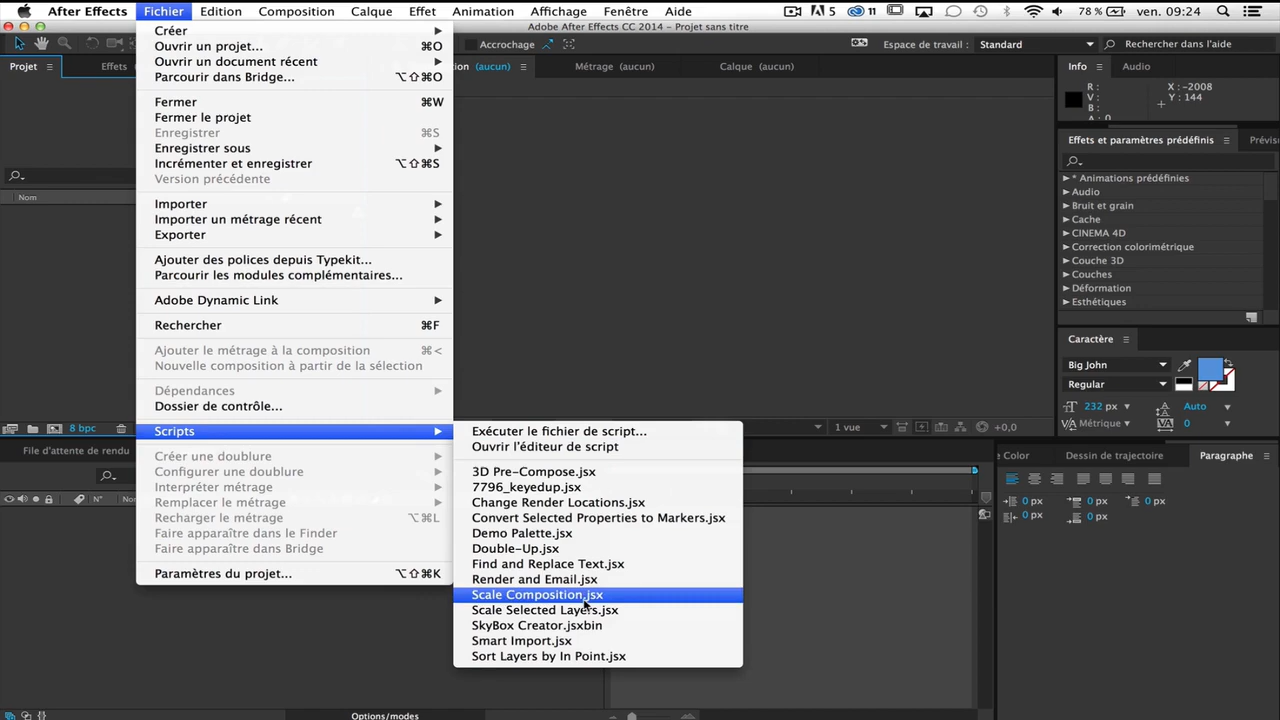 After Effects Fichier Edition Composition Calque Effet Animation Affichage Fenêtre Aide 5 11 78 % ven. 09:24
Adobe After Effects CC 2014 - Projet sans titre
Accrochage Espace de travail : Standard Rechercher dans l'aide
Projet Effets (aucun) Métrage (aucun) Calque (aucun) Info Audio
Créer
Ouvrir un projet... ⌘O
Ouvrir un document récent
Parcourir dans Bridge... ⌥⇧⌘O
Fermer ⌘W
Fermer le projet
Enregistrer ⌘S
Enregistrer sous
Incrémenter et enregistrer ⌥⇧⌘S
Version précédente
Importer
Importer un métrage récent
Exporter
Ajouter des polices depuis Typekit...
Parcourir les modules complémentaires...
Adobe Dynamic Link
Rechercher ⌘F
Ajouter le métrage à la composition ⌘<
Nouvelle composition à partir de la sélection
Dépendances
Dossier de contrôle...
Scripts
Créer une doublure
Configurer une doublure
Interpréter métrage
Remplacer le métrage
Recharger le métrage ⌥⌘L
Faire apparaître dans le Finder
Faire apparaître dans Bridge
Paramètres du projet... ⌥⇧⌘K
Exécuter le fichier de script...
Ouvrir l'éditeur de script
3D Pre-Compose.jsx
7796_keyedup.jsx
Change Render Locations.jsx
Convert Selected Properties to Markers.jsx
Demo Palette.jsx
Double-Up.jsx
Find and Replace Text.jsx
Render and Email.jsx
Scale Composition.jsx
Scale Selected Layers.jsx
SkyBox Creator.jsxbin
Smart Import.jsx
Sort Layers by In Point.jsx
Nom
8 bpc
File d'attente de rendu
N°
Options/modes
1 vue +0,0
R :
V :
B :
A : 0
X : -2008
Y : 144
Effets et paramètres prédéfinis
* Animations prédéfinies
Audio
Bruit et grain
Cache
CINEMA 4D
Correction colorimétrique
Couche 3D
Couches
Déformation
Esthétiques
Caractère
Big John
Regular
232 px Auto
Métrique 0
Color Dessin de trajectoire Paragraphe
0 px 0 px 0 px
0 px 0 px